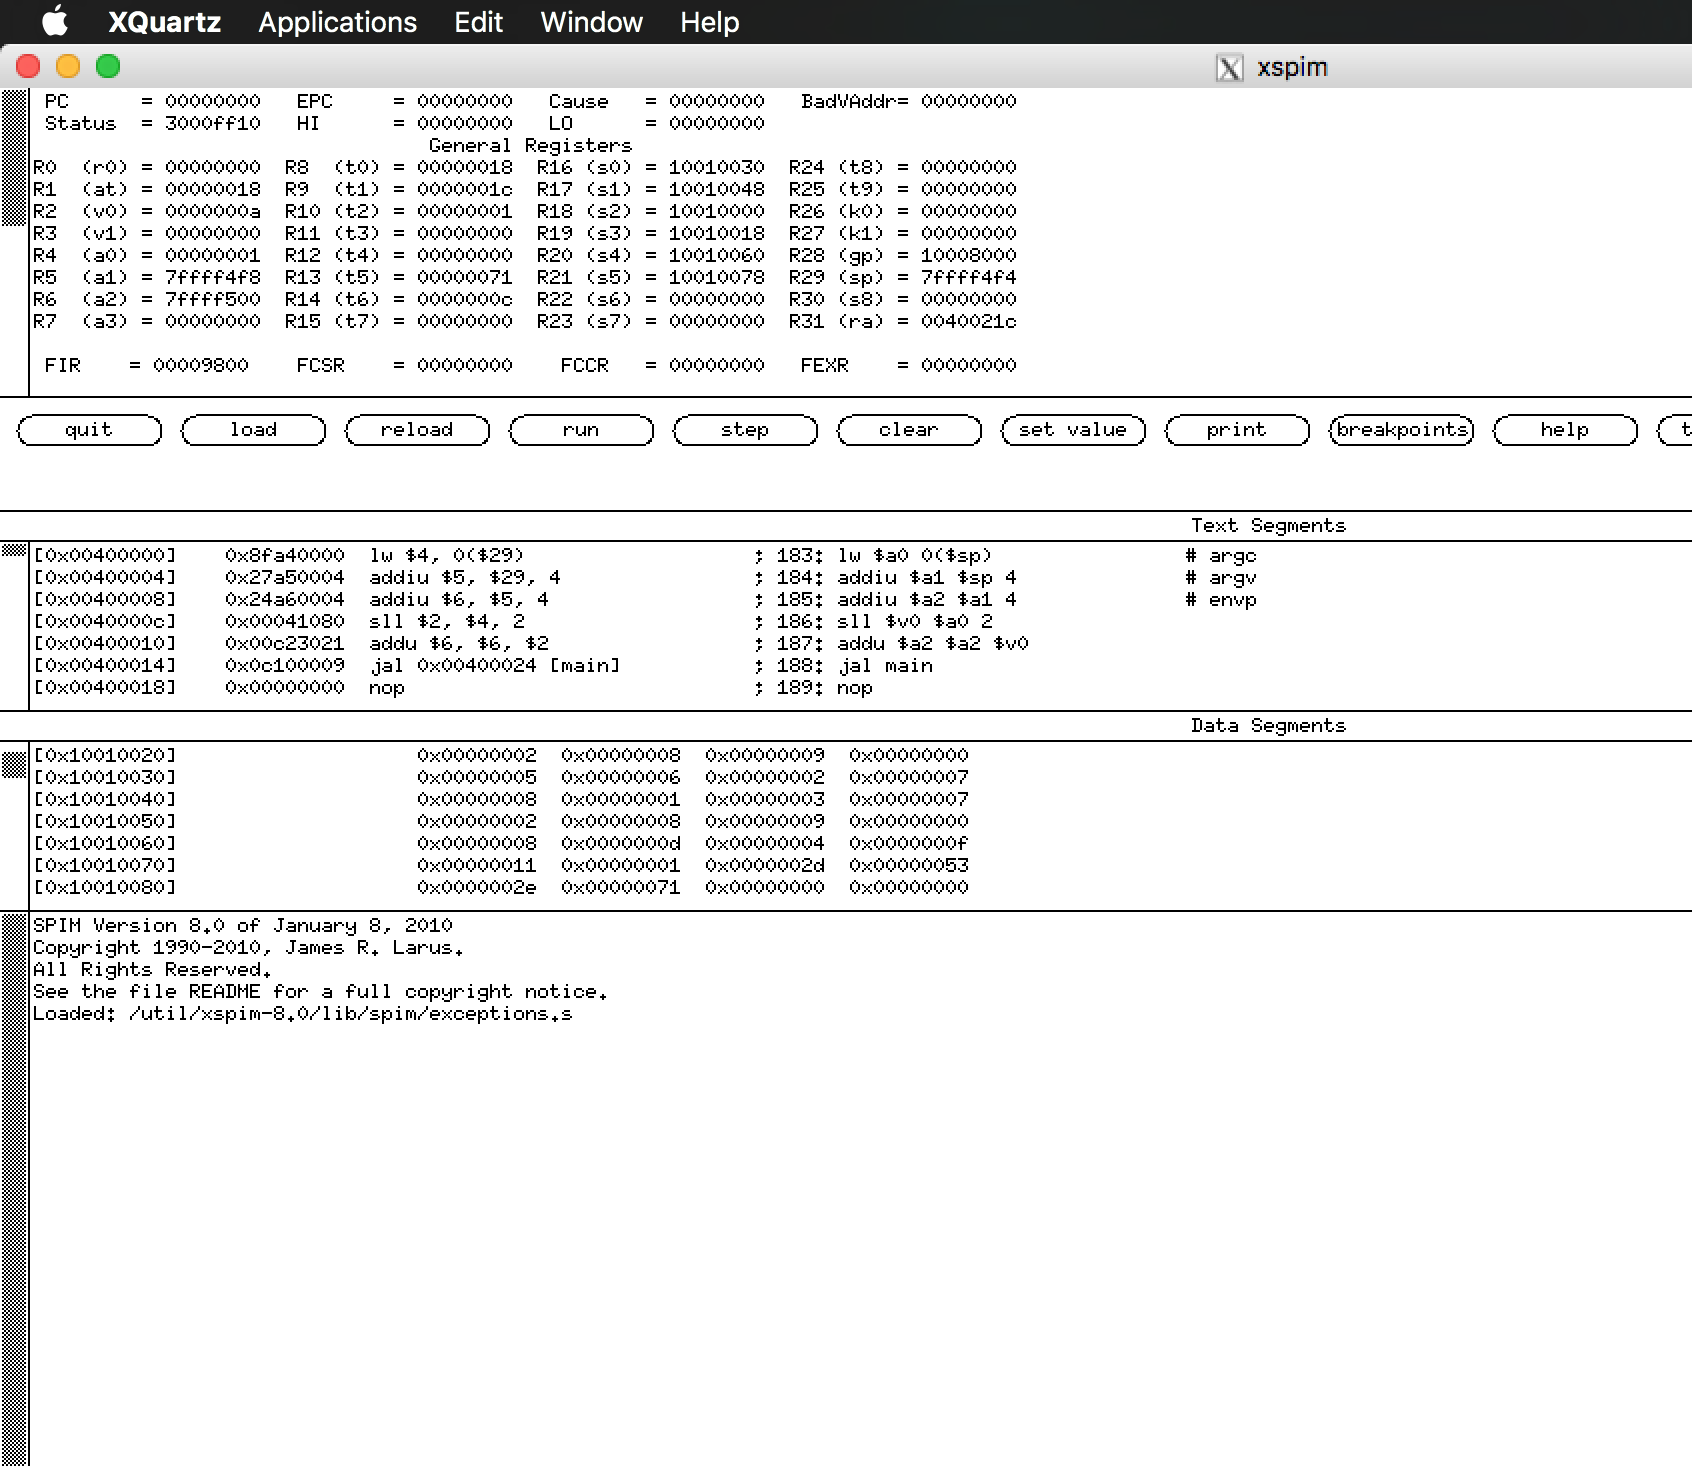 XQuartz Applications Edit Window Help
xspim
PC = 00000000 EPC = 00000000 Cause = 00000000 BadVAddr= 00000000
Status = 3000ff10 HI = 00000000 LO = 00000000
General Registers
R0 (r0) = 00000000 R8 (t0) = 00000018 R16 (s0) = 10010030 R24 (t8) = 00000000
R1 (at) = 00000018 R9 (t1) = 0000001c R17 (s1) = 10010048 R25 (t9) = 00000000
R2 (v0) = 0000000a R10 (t2) = 00000001 R18 (s2) = 10010000 R26 (k0) = 00000000
R3 (v1) = 00000000 R11 (t3) = 00000000 R19 (s3) = 10010018 R27 (k1) = 00000000
R4 (a0) = 00000001 R12 (t4) = 00000000 R20 (s4) = 10010060 R28 (gp) = 10008000
R5 (a1) = 7ffff4f8 R13 (t5) = 00000071 R21 (s5) = 10010078 R29 (sp) = 7ffff4f4
R6 (a2) = 7ffff500 R14 (t6) = 0000000c R22 (s6) = 00000000 R30 (s8) = 00000000
R7 (a3) = 00000000 R15 (t7) = 00000000 R23 (s7) = 00000000 R31 (ra) = 0040021c
FIR = 00009800 FCSR = 00000000 FCCR = 00000000 FEXR = 00000000
quit load reload run step clear set value print breakpoints help t
Text Segments
[0x00400000] 0x8fa40000 lw $4, 0($29) ; 183: lw $a0 0($sp) # argc
[0x00400004] 0x27a50004 addiu $5, $29, 4 ; 184: addiu $a1 $sp 4 # argv
[0x00400008] 0x24a60004 addiu $6, $5, 4 ; 185: addiu $a2 $a1 4 # envp
[0x0040000c] 0x00041080 sll $2, $4, 2 ; 186: sll $v0 $a0 2
[0x00400010] 0x00c23021 addu $6, $6, $2 ; 187: addu $a2 $a2 $v0
[0x00400014] 0x0c100009 jal 0x00400024 [main] ; 188: jal main
[0x00400018] 0x00000000 nop ; 189: nop
Data Segments
[0x10010020] 0x00000002 0x00000008 0x00000009 0x00000000
[0x10010030] 0x00000005 0x00000006 0x00000002 0x00000007
[0x10010040] 0x00000008 0x00000001 0x00000003 0x00000007
[0x10010050] 0x00000002 0x00000008 0x00000009 0x00000000
[0x10010060] 0x00000008 0x0000000d 0x00000004 0x0000000f
[0x10010070] 0x00000011 0x00000001 0x0000002d 0x00000053
[0x10010080] 0x0000002e 0x00000071 0x00000000 0x00000000
SPIM Version 8.0 of January 8, 2010
Copyright 1990-2010, James R. Larus.
All Rights Reserved.
See the file README for a full copyright notice.
Loaded: /util/xspim-8.0/lib/spim/exceptions.s